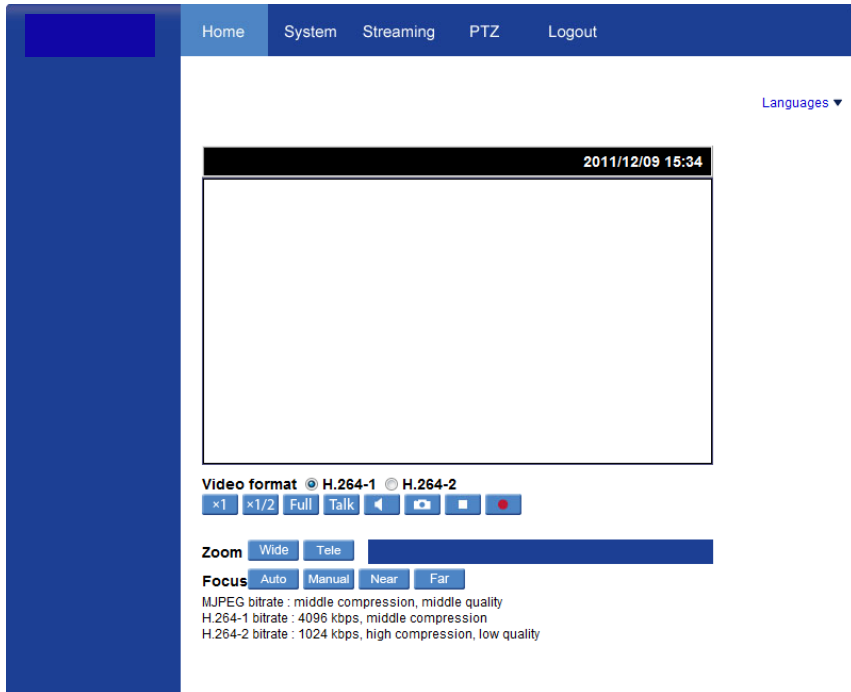 Home System Streaming PTZ Logout
Languages ▼
2011/12/09 15:34
Video format H.264-1 H.264-2
×1 ×1/2 Full Talk
Zoom Wide Tele
Focus Auto Manual Near Far
MJPEG bitrate : middle compression, middle quality
H.264-1 bitrate : 4096 kbps, middle compression
H.264-2 bitrate : 1024 kbps, high compression, low quality